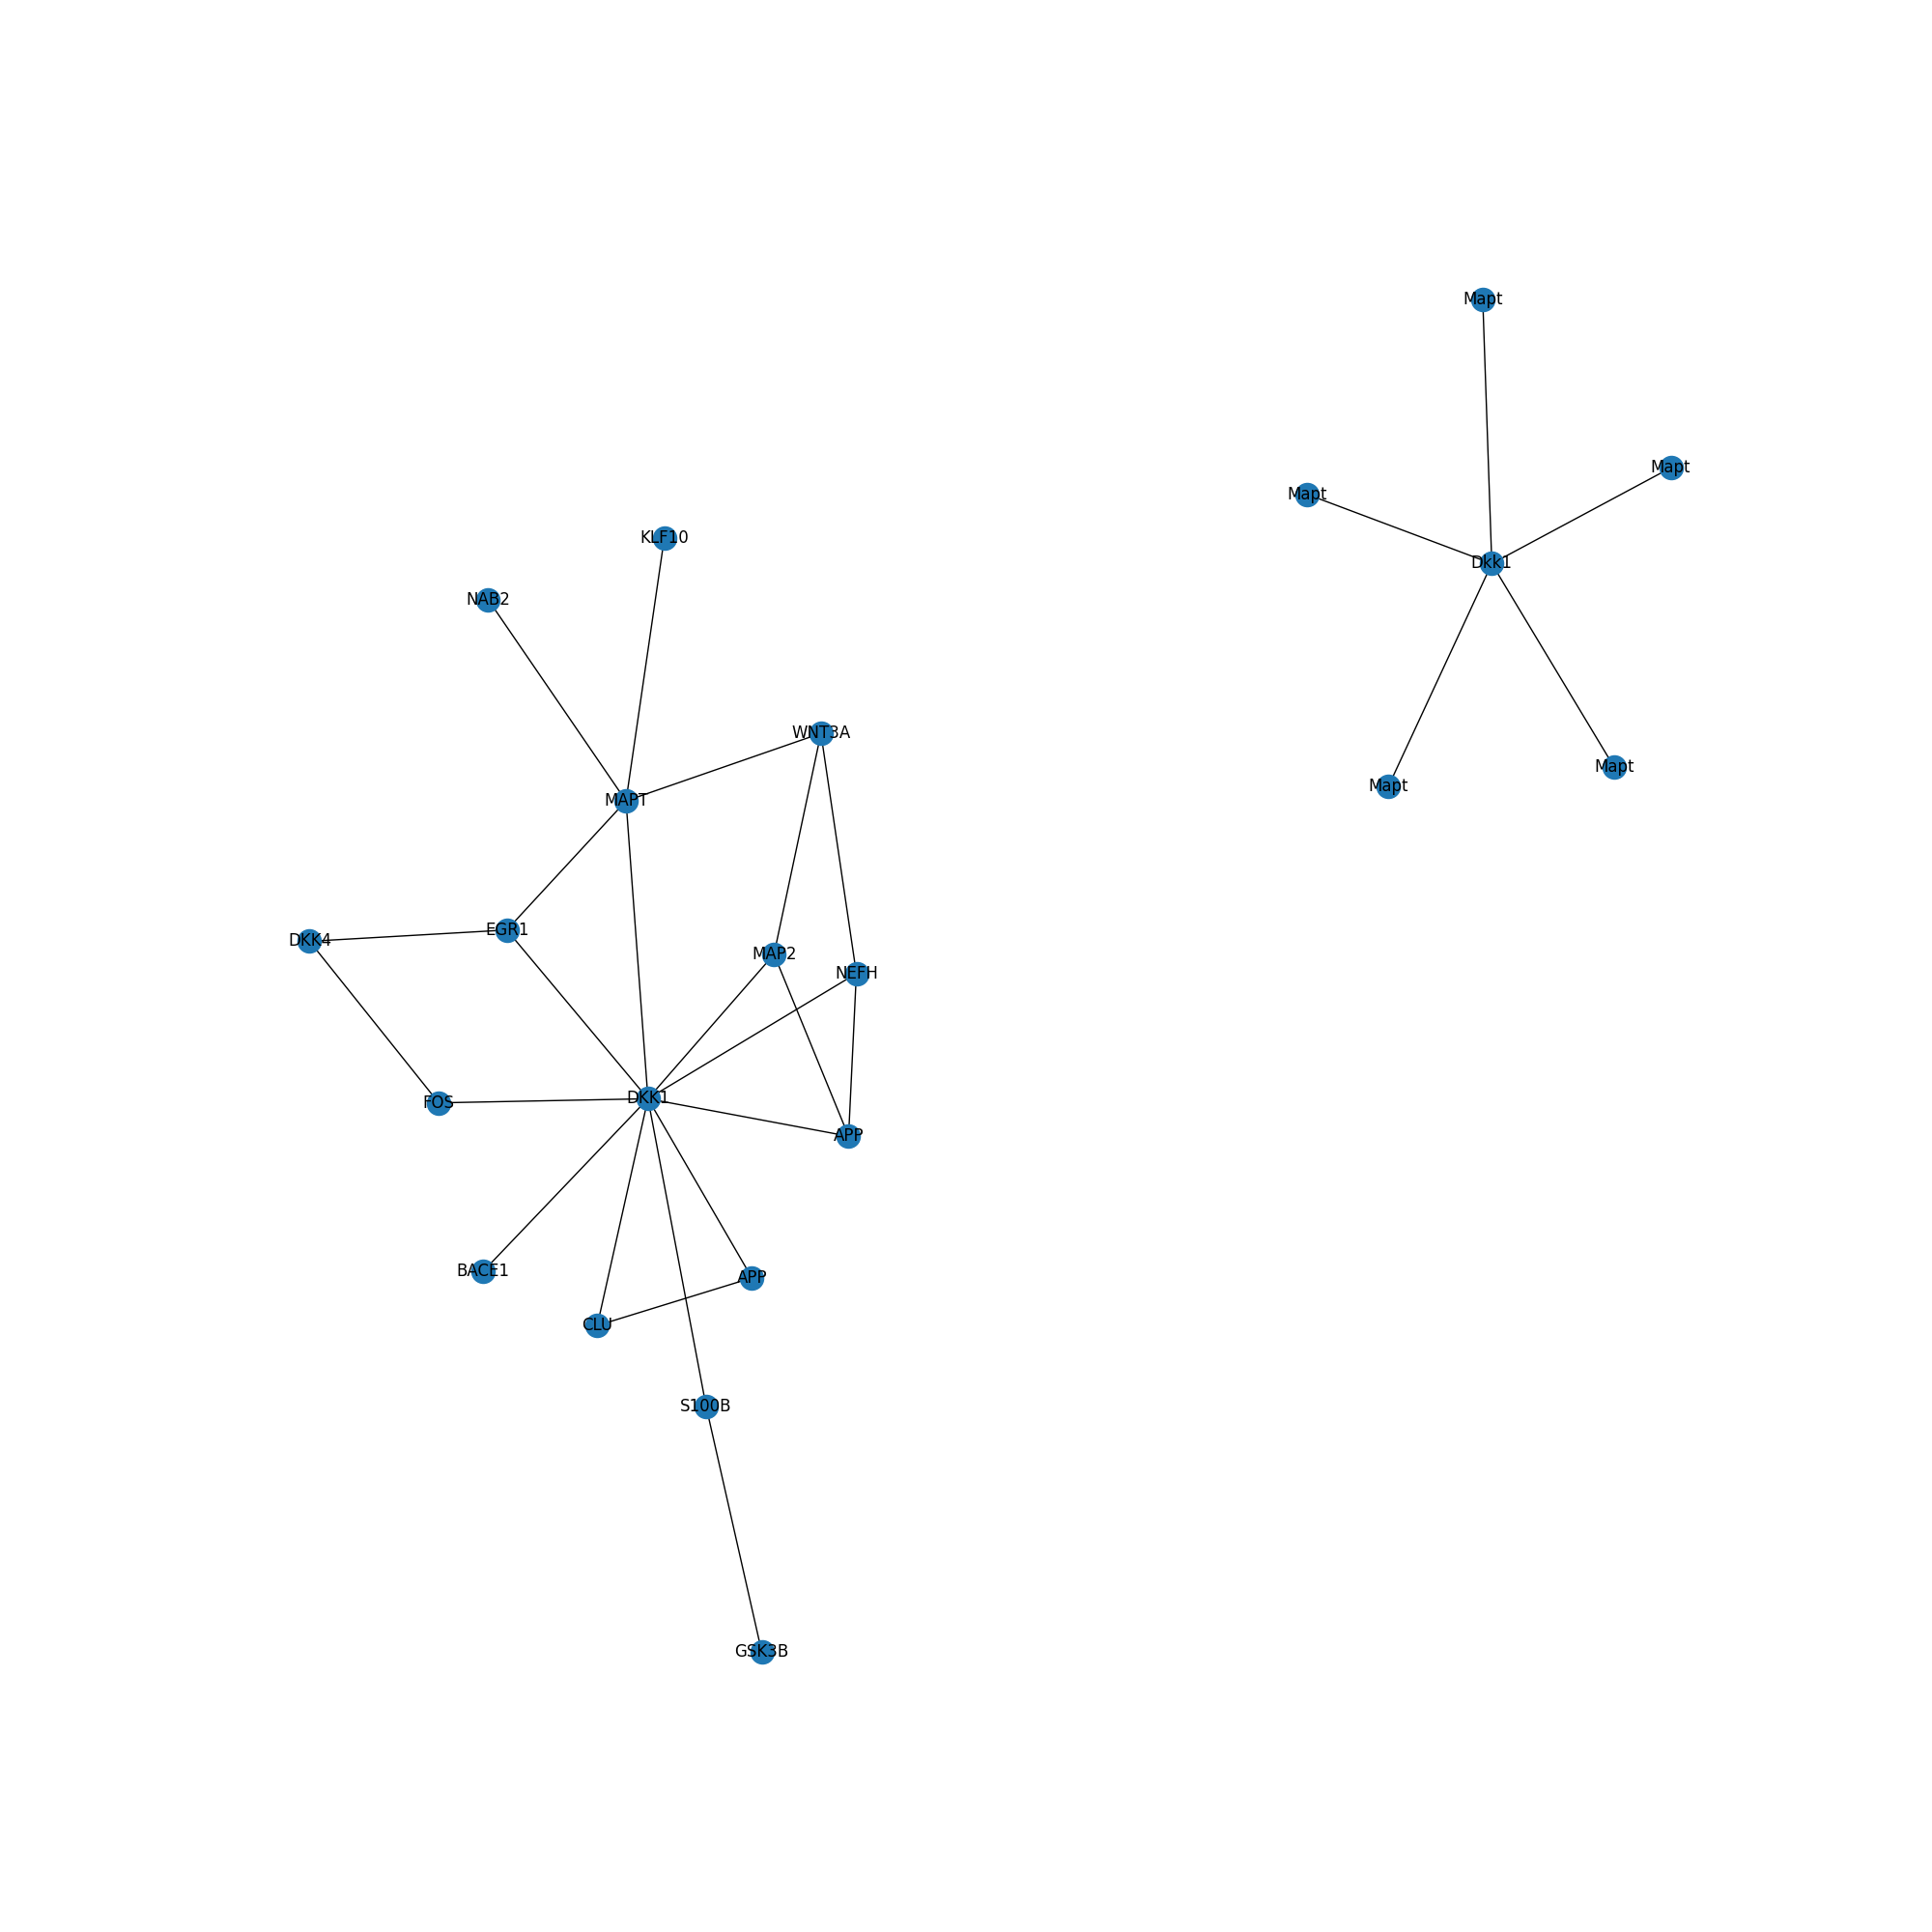 Mapt
Mapt
Mapt
KLF10
Dkk1
NAB2
WNT3A
Mapt
Mapt
MAPT
EGR1
DKK4
MAP2
NEFH
DKK1
FOS
APP
BACE1
APP
CLU
S100B
GSK3B